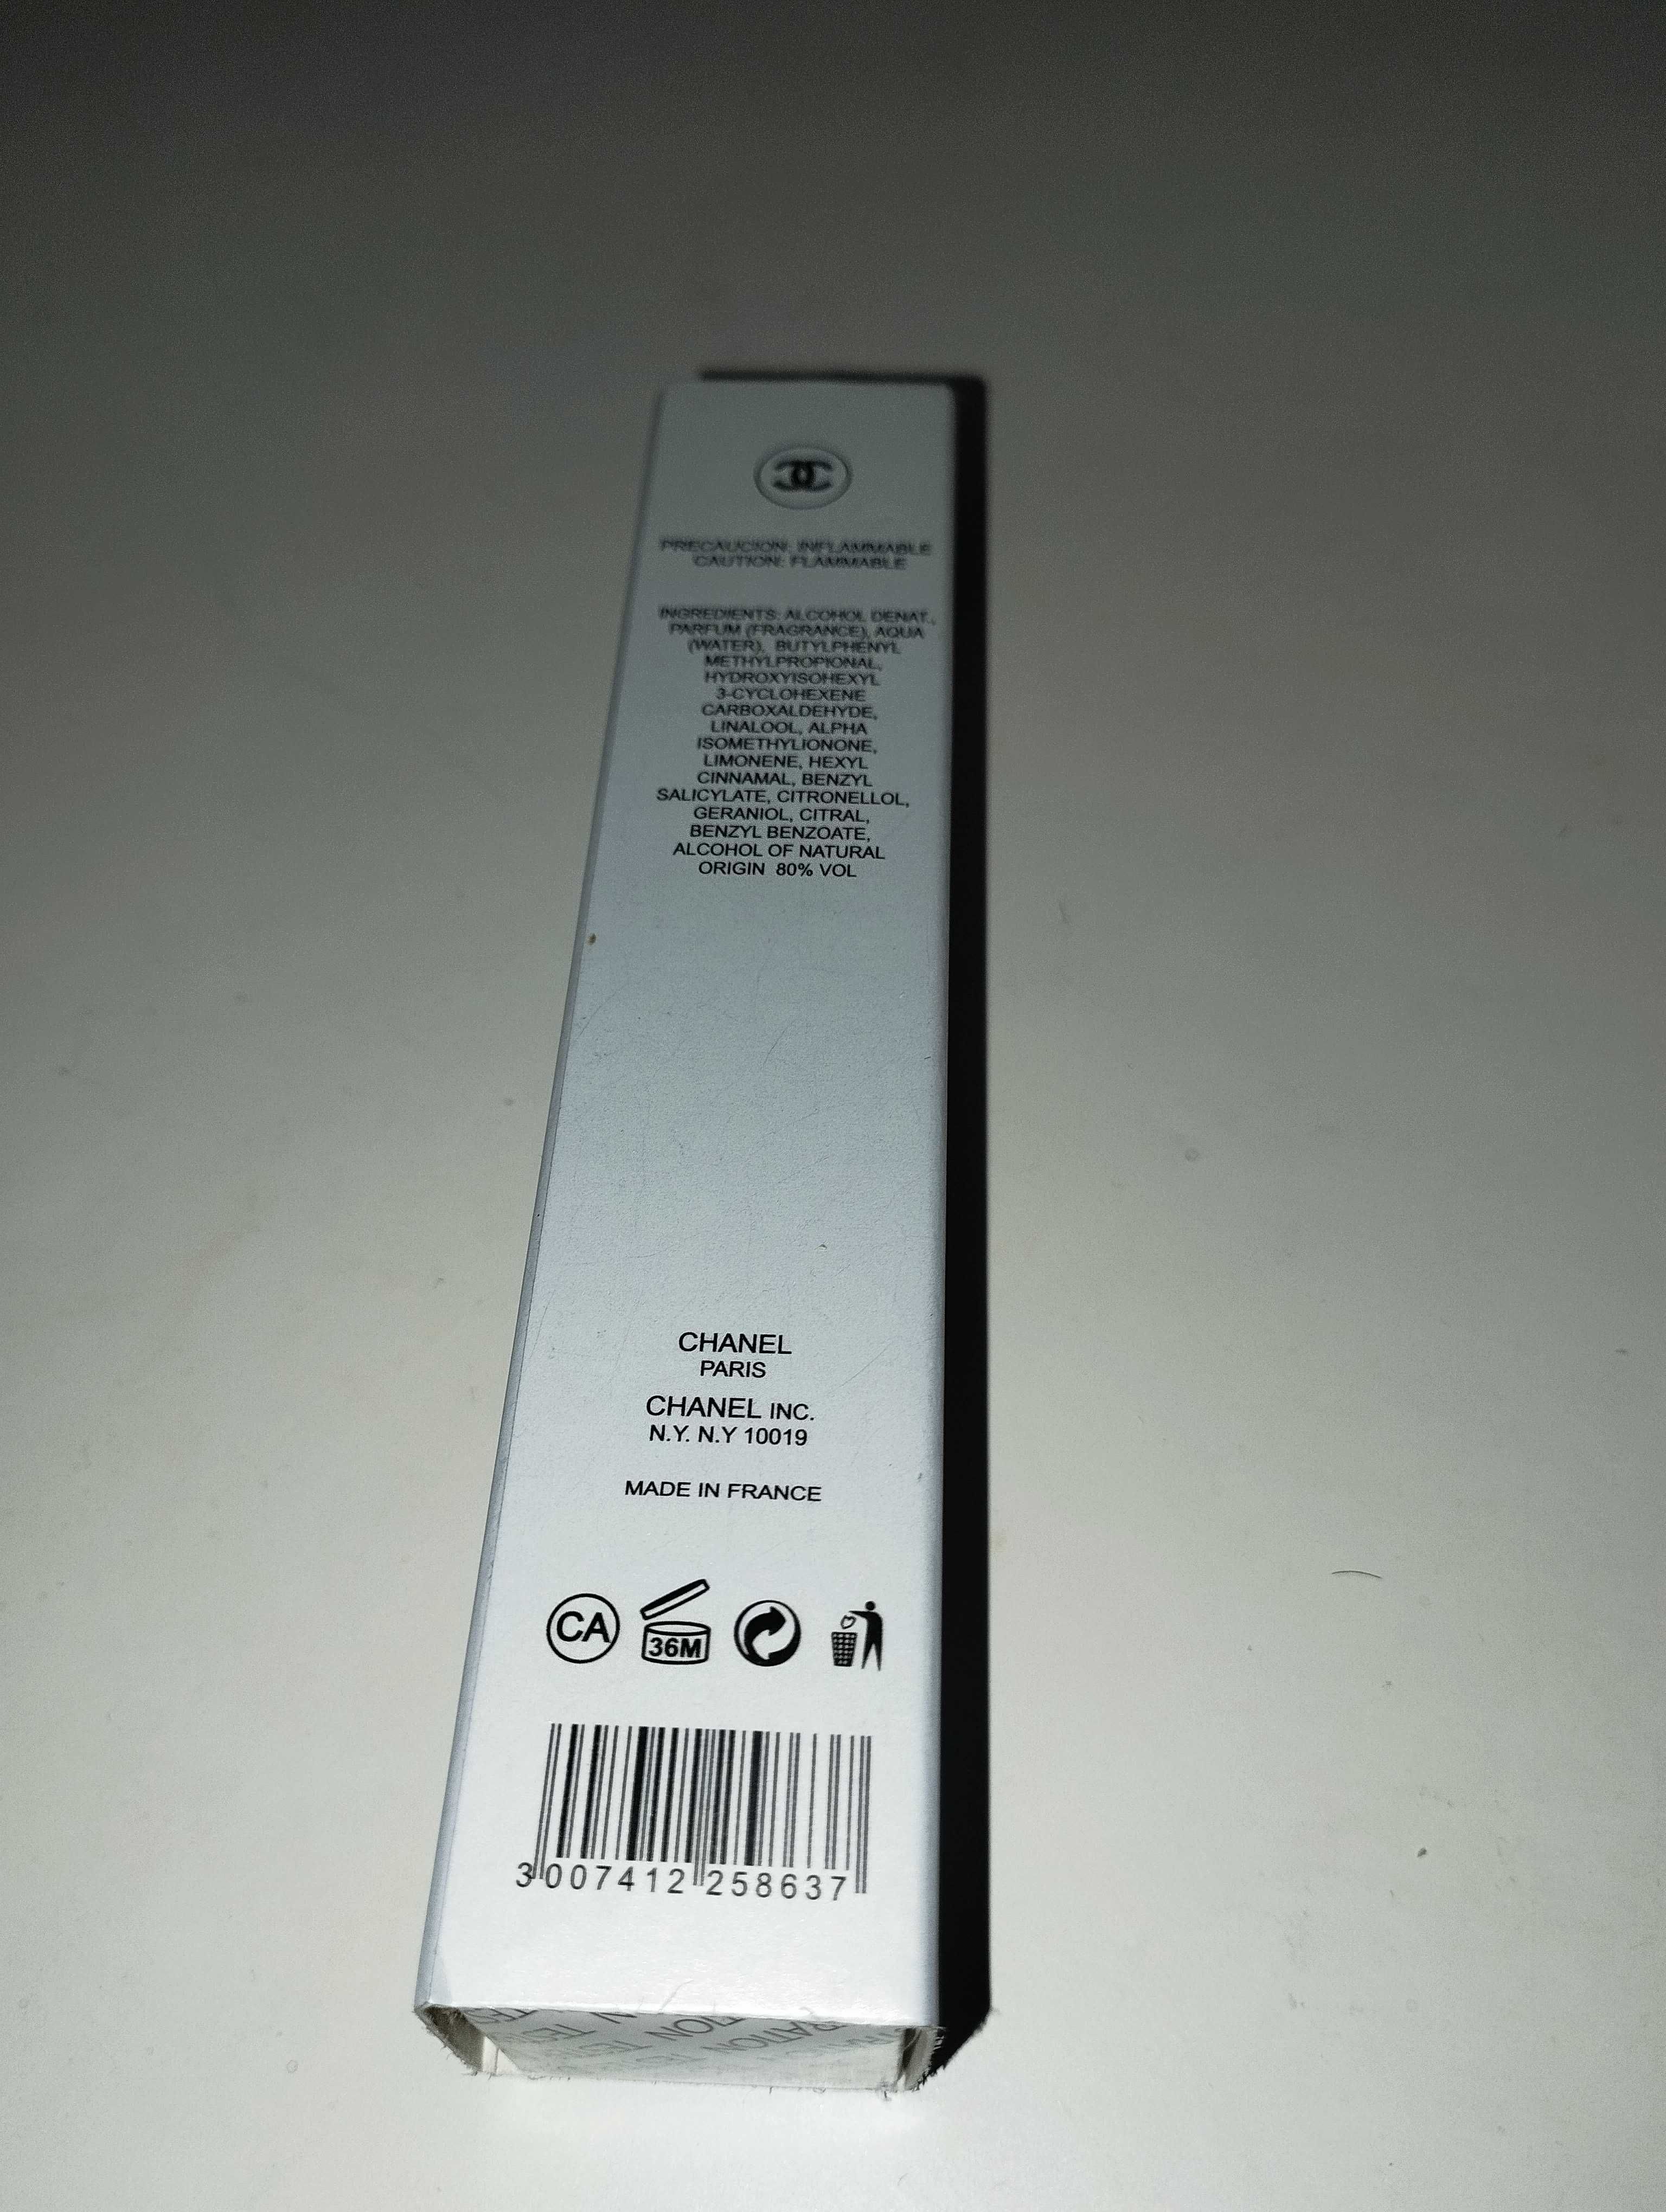 PRECAUCION: INFLAMMABLE
CAUTION: FLAMMABLE
INGREDIENTS: ALCOHOL DENAT.,
PARFUM (FRAGRANCE), AQUA
(WATER), BUTYLPHENYL
METHYLPROPIONAL,
HYDROXYISOHEXYL
3-CYCLOHEXENE
CARBOXALDEHYDE,
LINALOOL, ALPHA
ISOMETHYLIONONE,
LIMONENE, HEXYL
CINNAMAL, BENZYL
SALICYLATE, CITRONELLOL,
GERANIOL, CITRAL,
BENZYL BENZOATE,
ALCOHOL OF NATURAL
ORIGIN 80% VOL
CHANEL
PARIS
CHANEL INC.
N.Y. N.Y 10019
MADE IN FRANCE
CA 36M
3 007412 258637